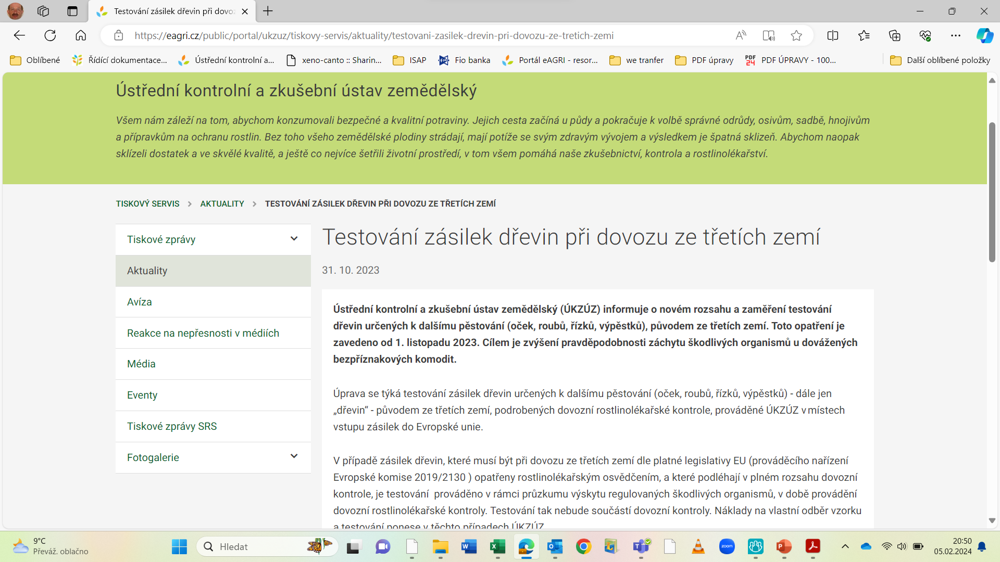 Testování zásilek dřevin při dovoz
https://eagri.cz/public/portal/ukzuz/tiskovy-servis/aktuality/testovani-zasilek-drevin-pri-dovozu-ze-tretich-zemi
Oblíbené
Řídící dokumentace...
Ústřední kontrolní a...
xeno-canto :: Sharin...
ISAP
Fio banka
Portál eAGRI - resor...
we tranfer
PDF úpravy
PDF 24
PDF ÚPRAVY - 100...
Další oblíbené položky
Ústřední kontrolní a zkušební ústav zemědělský
Všem nám záleží na tom, abychom konzumovali bezpečné a kvalitní potraviny. Jejich cesta začíná u půdy a pokračuje k volbě správné odrůdy, osivům, sadbě, hnojivům
a přípravkům na ochranu rostlin. Bez toho všeho zemědělské plodiny strádají, mají potíže se svým zdravým vývojem a výsledkem je špatná sklizeň. Abychom naopak
sklízeli dostatek a ve skvělé kvalitě, a ještě co nejvíce šetřili životní prostředí, v tom všem pomáhá naše zkušebnictví, kontrola a rostlinolékařství.
TISKOVÝ SERVIS > AKTUALITY > TESTOVÁNÍ ZÁSILEK DŘEVIN PŘI DOVOZU ZE TŘETÍCH ZEMÍ
Tiskové zprávy
Aktuality
Avíza
Reakce na nepřesnosti v médiích
Média
Eventy
Tiskové zprávy SRS
Fotogalerie
Testování zásilek dřevin při dovozu ze třetích zemí
31. 10. 2023
Ústřední kontrolní a zkušební ústav zemědělský (ÚKZÚZ) informuje o novém rozsahu a zaměření testování
dřevin určených k dalšímu pěstování (oček, roubů, řízků, výpěstků), původem ze třetích zemí. Toto opatření je
zavedeno od 1. listopadu 2023. Cílem je zvýšení pravděpodobnosti záchytu škodlivých organismů u dovážených
bezpříznakových komodit.
Úprava se týká testování zásilek dřevin určených k dalšímu pěstování (oček, roubů, řízků, výpěstků) - dále jen
„dřevin“ - původem ze třetích zemí, podrobených dovozní rostlinolékařské kontrole, prováděné ÚKZÚZ v místech
vstupu zásilek do Evropské unie.
V případě zásilek dřevin, které musí být při dovozu ze třetích zemí dle platné legislativy EU (prováděcího nařízení
Evropské komise 2019/2130 ) opatřeny rostlinolékařským osvědčením, a které podléhají v plném rozsahu dovozní
kontrole, je testování  prováděno v rámci průzkumu výskytu regulovaných škodlivých organismů, v době provádění
dovozní rostlinolékařské kontroly. Testování tak nebude součástí dovozní kontroly. Náklady na vlastní odběr vzorku
a testování ponese v těchto případech ÚKZÚZ.
9°C
Převáž. oblačno
Hledat
zoom
20:50
05.02.2024